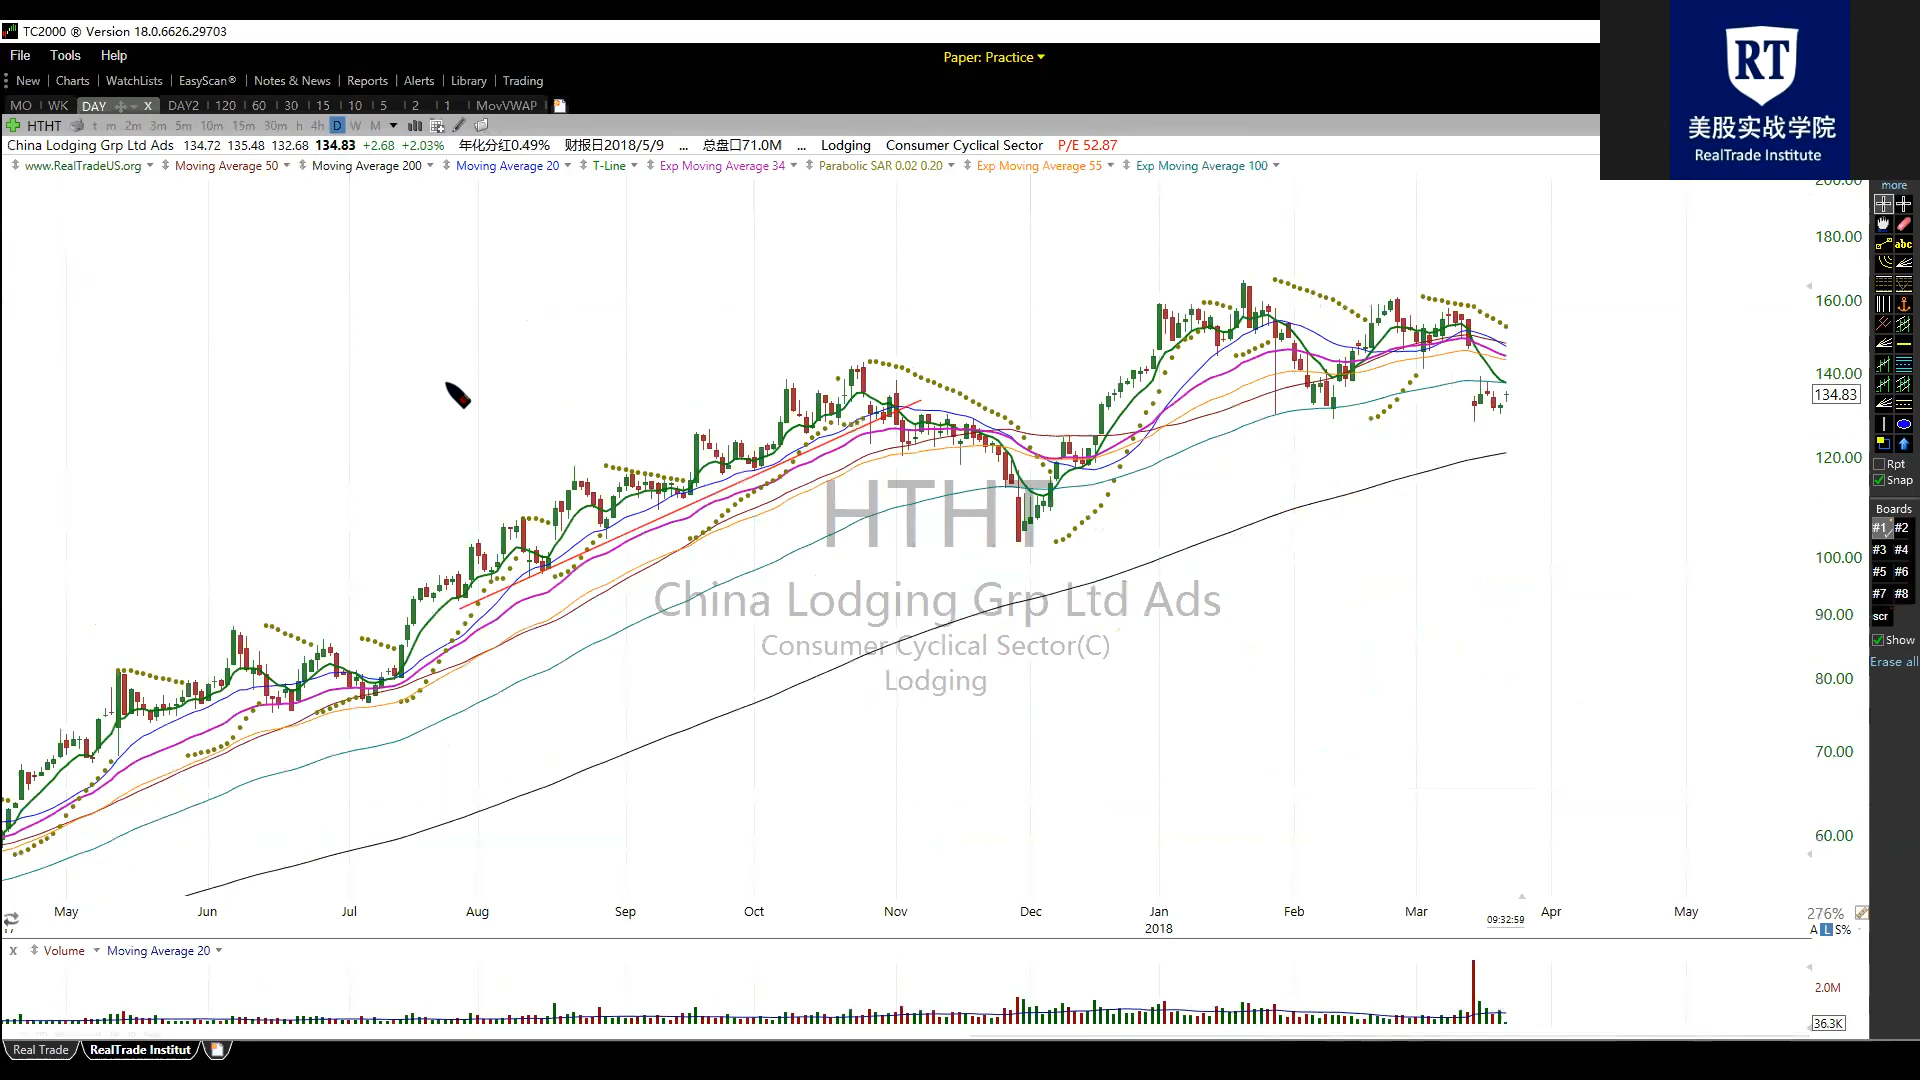 TC2000 ® Version 18.0.6626.29703
File Tools Help
Paper: Practice
New Charts WatchLists EasyScan® Notes & News Reports Alerts Library Trading
MO WK DAY X DAY2 120 60 30 15 10 5 2 1 MovVWAP
HTHT t m 2m 3m 5m 10m 15m 30m h 4h D W M
China Lodging Grp Ltd Ads 134.72 135.48 132.68 134.83 +2.68 +2.03% 年化分红0.49% 财报日2018/5/9 ... 总盘口71.0M ... Lodging Consumer Cyclical Sector P/E 52.87
www.RealTradeUS.org Moving Average 50 Moving Average 200 Moving Average 20 T-Line Exp Moving Average 34 Parabolic SAR 0.02 0.20 Exp Moving Average 55 Exp Moving Average 100
RT
美股实战学院
RealTrade Institute
200.00
180.00
160.00
140.00
134.83
120.00
100.00
90.00
80.00
70.00
60.00
HTHT
China Lodging Grp Ltd Ads
Consumer Cyclical Sector(C)
Lodging
more
abc
Rpt
Snap
Boards
#1 #2
#3 #4
#5 #6
#7 #8
scr
Show
Erase all
May Jun Jul Aug Sep Oct Nov Dec Jan Feb Mar 09:32:59 Apr May
2018
276%
A L S%
X Volume Moving Average 20
2.0M
36.3K
Real Trade RealTrade Institut